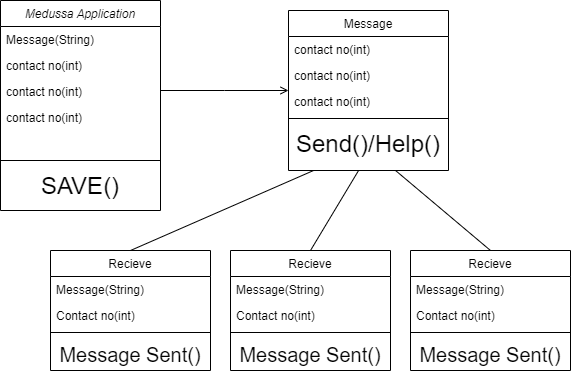 Medussa Application
Message(String)
contact no(int)
contact no(int)
contact no(int)
SAVE()
Message
contact no(int)
contact no(int)
contact no(int)
Send()/Help()
Recieve
Message(String)
Contact no(int)
Message Sent()
Recieve
Message(String)
Contact no(int)
Message Sent()
Recieve
Message(String)
Contact no(int)
Message Sent()